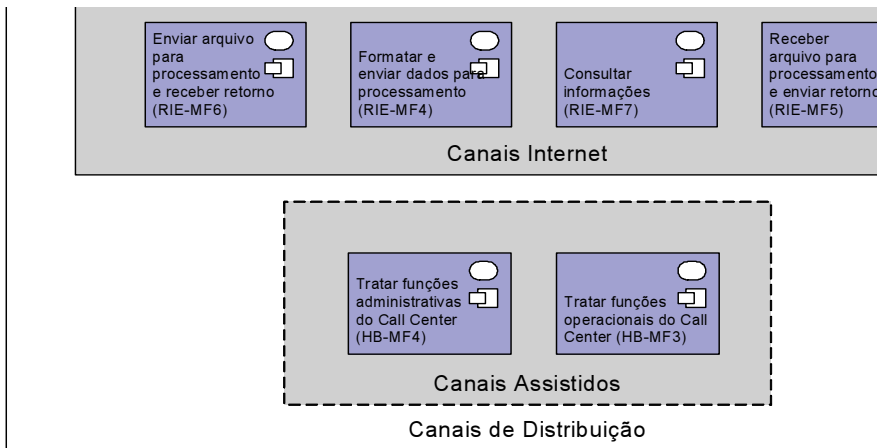 Enviar arquivo
para
processamento
e receber retorno
(RIE-MF6)
Formatar e
enviar dados para
processamento
(RIE-MF4)
Consultar
informações
(RIE-MF7)
Receber
arquivo para
processamento
e enviar retorno
(RIE-MF5)
Canais Internet
Tratar funções
administrativas
do Call Center
(HB-MF4)
Tratar funções
operacionais do Call
Center (HB-MF3)
Canais Assistidos
Canais de Distribuição